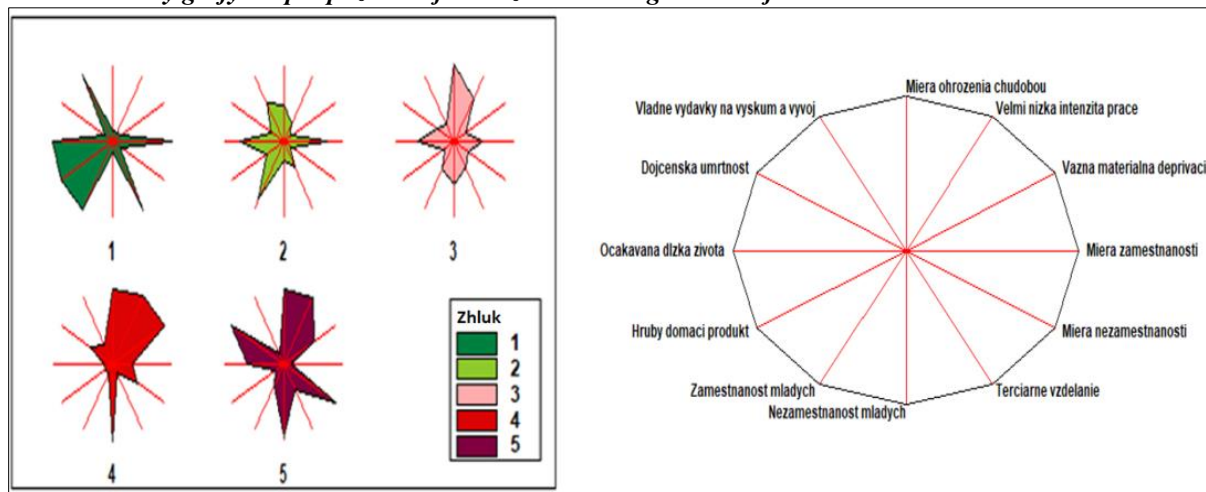 1
2
3
4
5
Zhluk
1
2
3
4
5
Miera ohrozenia chudobou
Vladne vydavky na vyskum a vyvoj
Velmi nizka intenzita prace
Dojcenska umrtnost
Vazna materialna deprivaci
Ocakavana dlzka zivota
Miera zamestnanosti
Hruby domaci produkt
Miera nezamestnanosti
Zamestnanost mladych
Terciarne vzdelanie
Nezamestnanost mladych